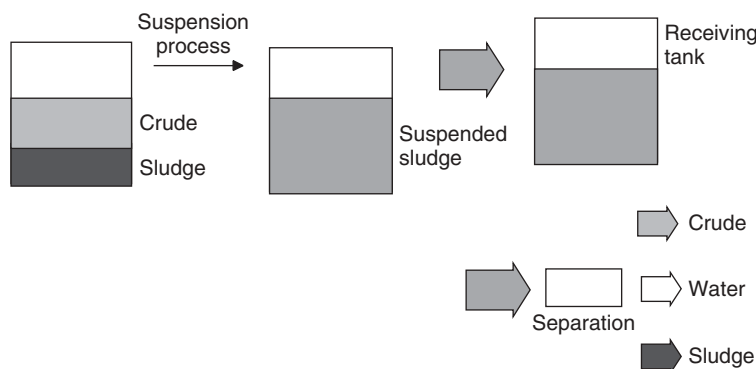 Suspension
process
Crude
Sludge
Suspended
sludge
Receiving
tank
Crude
Water
Separation
Sludge